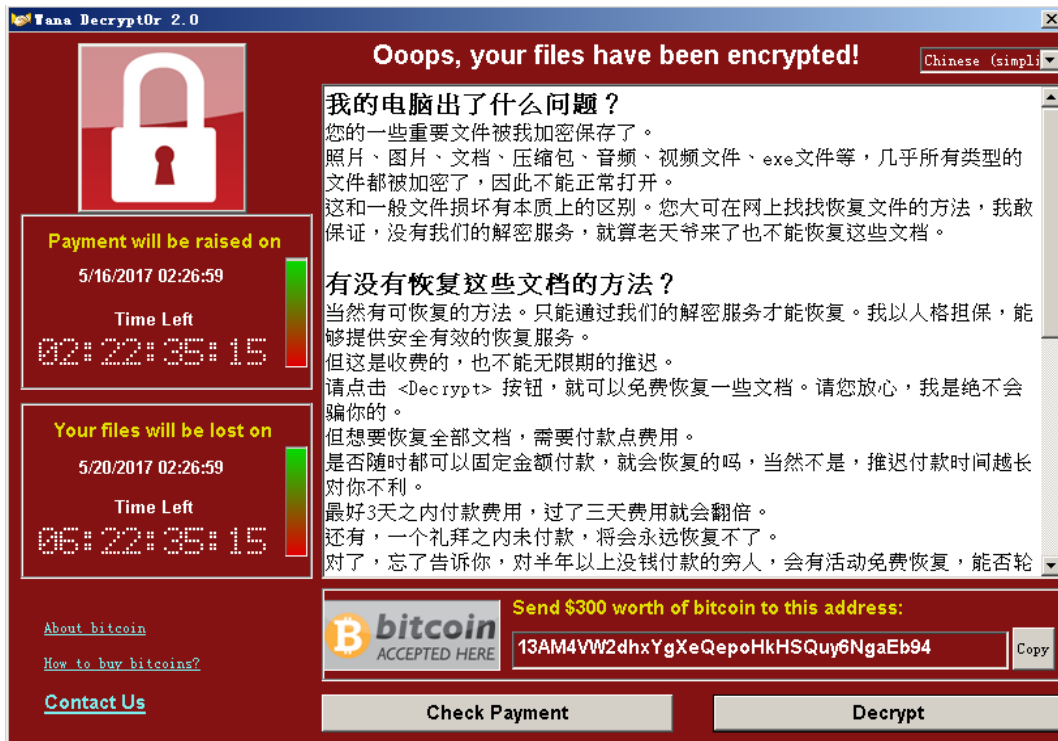 Wana Decrypt0r 2.0
Ooops, your files have been encrypted!
Chinese (simpli
Payment will be raised on
5/16/2017 02:26:59
Time Left
02:22:35:15
Your files will be lost on
5/20/2017 02:26:59
Time Left
06:22:35:15
About bitcoin
How to buy bitcoins?
Contact Us
我的电脑出了什么问题？
您的一些重要文件被我加密保存了。
照片、图片、文档、压缩包、音频、视频文件、exe文件等，几乎所有类型的
文件都被加密了，因此不能正常打开。
这和一般文件损坏有本质上的区别。您大可在网上找找恢复文件的方法，我敢
保证，没有我们的解密服务，就算老天爷来了也不能恢复这些文档。
有没有恢复这些文档的方法？
当然有可恢复的方法。只能通过我们的解密服务才能恢复。我以人格担保，能
够提供安全有效的恢复服务。
但这是收费的，也不能无限期的推迟。
请点击 <Decrypt> 按钮，就可以免费恢复一些文档。请您放心，我是绝不会
骗你的。
但想要恢复全部文档，需要付款点费用。
是否随时都可以固定金额付款，就会恢复的吗，当然不是，推迟付款时间越长
对你不利。
最好3天之内付款费用，过了三天费用就会翻倍。
还有，一个礼拜之内未付款，将会永远恢复不了。
对了，忘了告诉你，对半年以上没钱付款的穷人，会有活动免费恢复，能否轮
bitcoin
ACCEPTED HERE
Send $300 worth of bitcoin to this address:
13AM4VW2dhxYgXeQepoHkHSQuy6NgaEb94
Copy
Check Payment
Decrypt